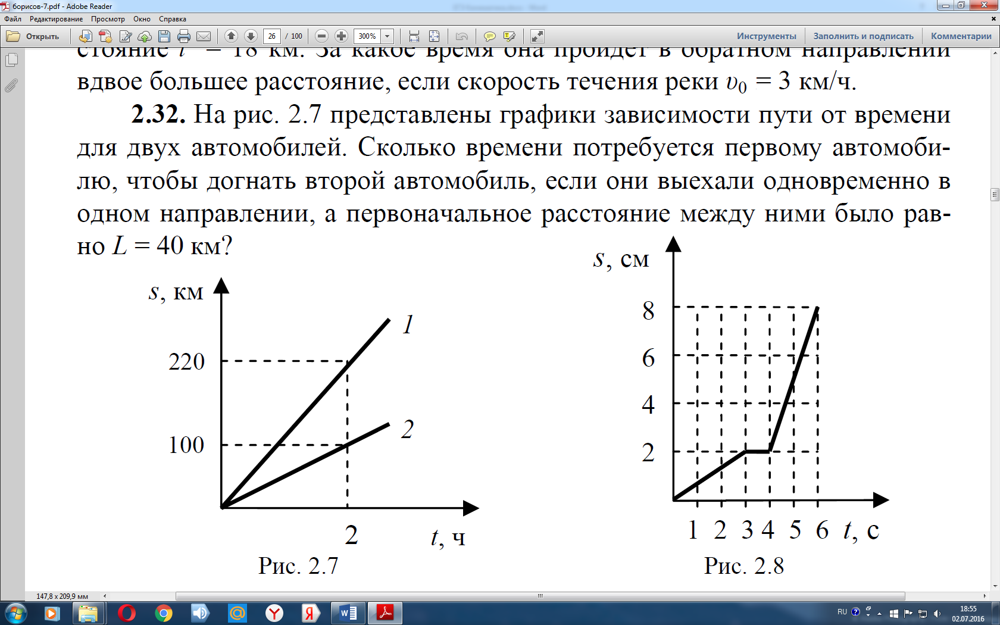 борисов-7.pdf - Adobe Reader
Файл Редактирование Просмотр Окно Справка
Открыть 26 / 100 300% Инструменты Заполнить и подписать Комментарии
стояние = 18 км. За какое время она пройдет в обратном направлении
вдвое большее расстояние, если скорость течения реки υ₀ = 3 км/ч.
2.32. На рис. 2.7 представлены графики зависимости пути от времени
для двух автомобилей. Сколько времени потребуется первому автомоби-
лю, чтобы догнать второй автомобиль, если они выехали одновременно в
одном направлении, а первоначальное расстояние между ними было рав-
но L = 40 км?
s, км
1
220
2
100
2 t, ч
Рис. 2.7
s, см
8
6
4
2
1 2 3 4 5 6 t, с
Рис. 2.8
147,8 x 209,9 мм
RU 18:55
02.07.2016